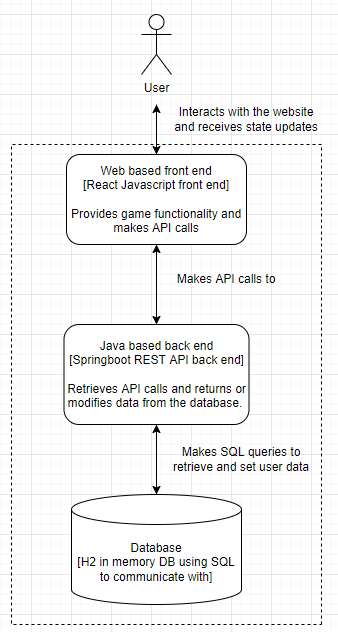 User
Interacts with the website
and receives state updates
Web based front end
[React Javascript front end]
Provides game functionality and
makes API calls
Makes API calls to
Java based back end
[Springboot REST API back end]
Retrieves API calls and returns or
modifies data from the database.
Makes SQL queries to
retrieve and set user data
Database
[H2 in memory DB using SQL
to communicate with]